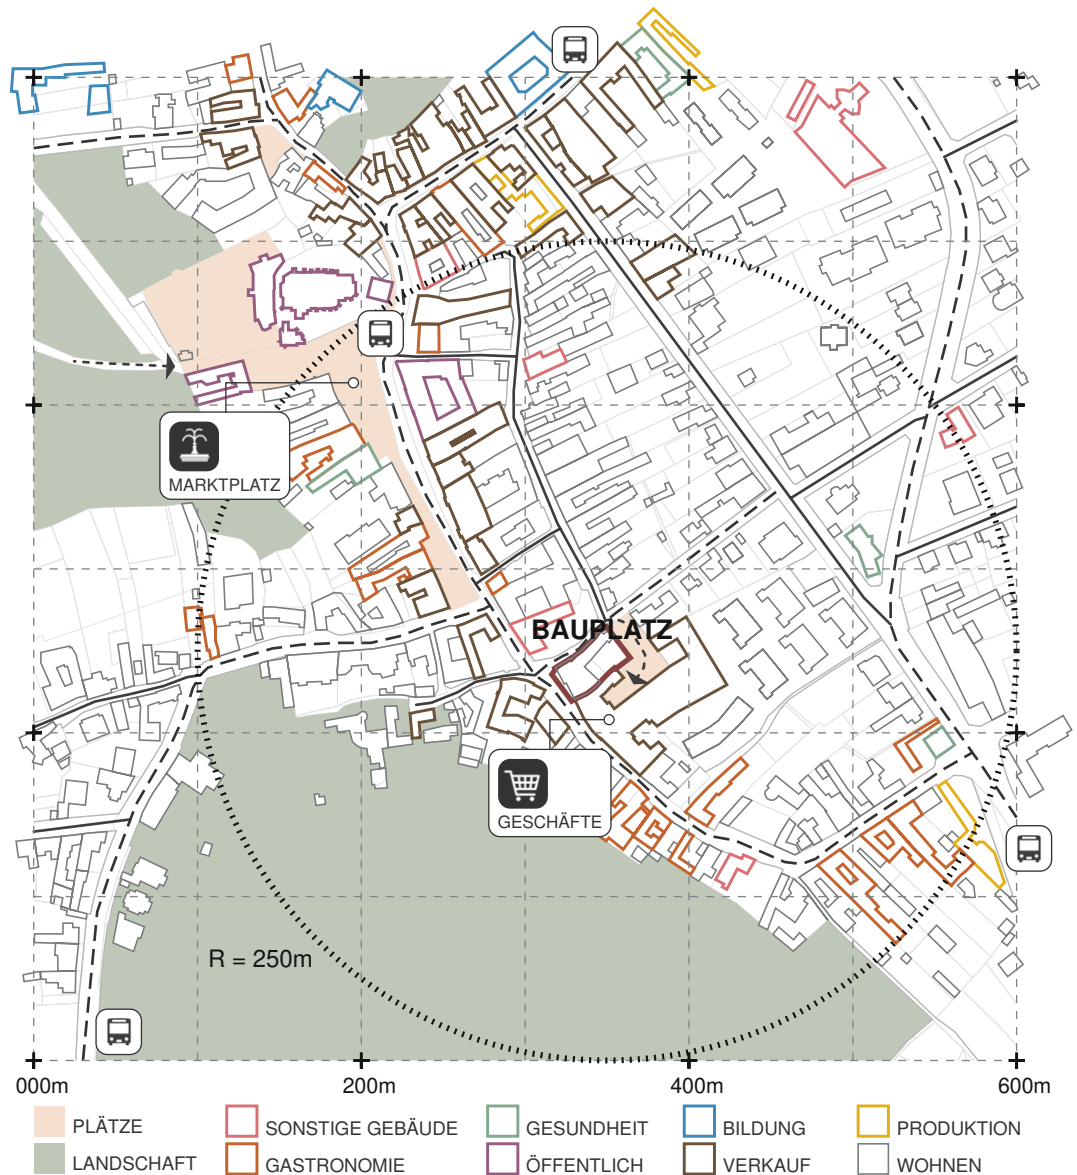 BAUPLATZ
MARKTPLATZ
GESCHÄFTE
R = 250m
000m 200m 400m 600m
PLÄTZE SONSTIGE GEBÄUDE GESUNDHEIT BILDUNG PRODUKTION
LANDSCHAFT GASTRONOMIE ÖFFENTLICH VERKAUF WOHNEN